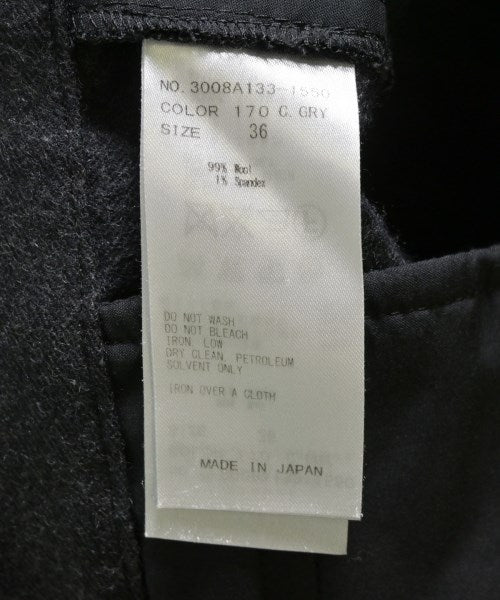 NO. 3008A133-1550
COLOR 170 C.GRY
SIZE 36
99% Wool
1% Spandex
DO NOT WASH
DO NOT BLEACH
IRON, LOW
DRY CLEAN, PETROLEUM
SOLVENT ONLY
IRON OVER A CLOTH
MADE IN JAPAN